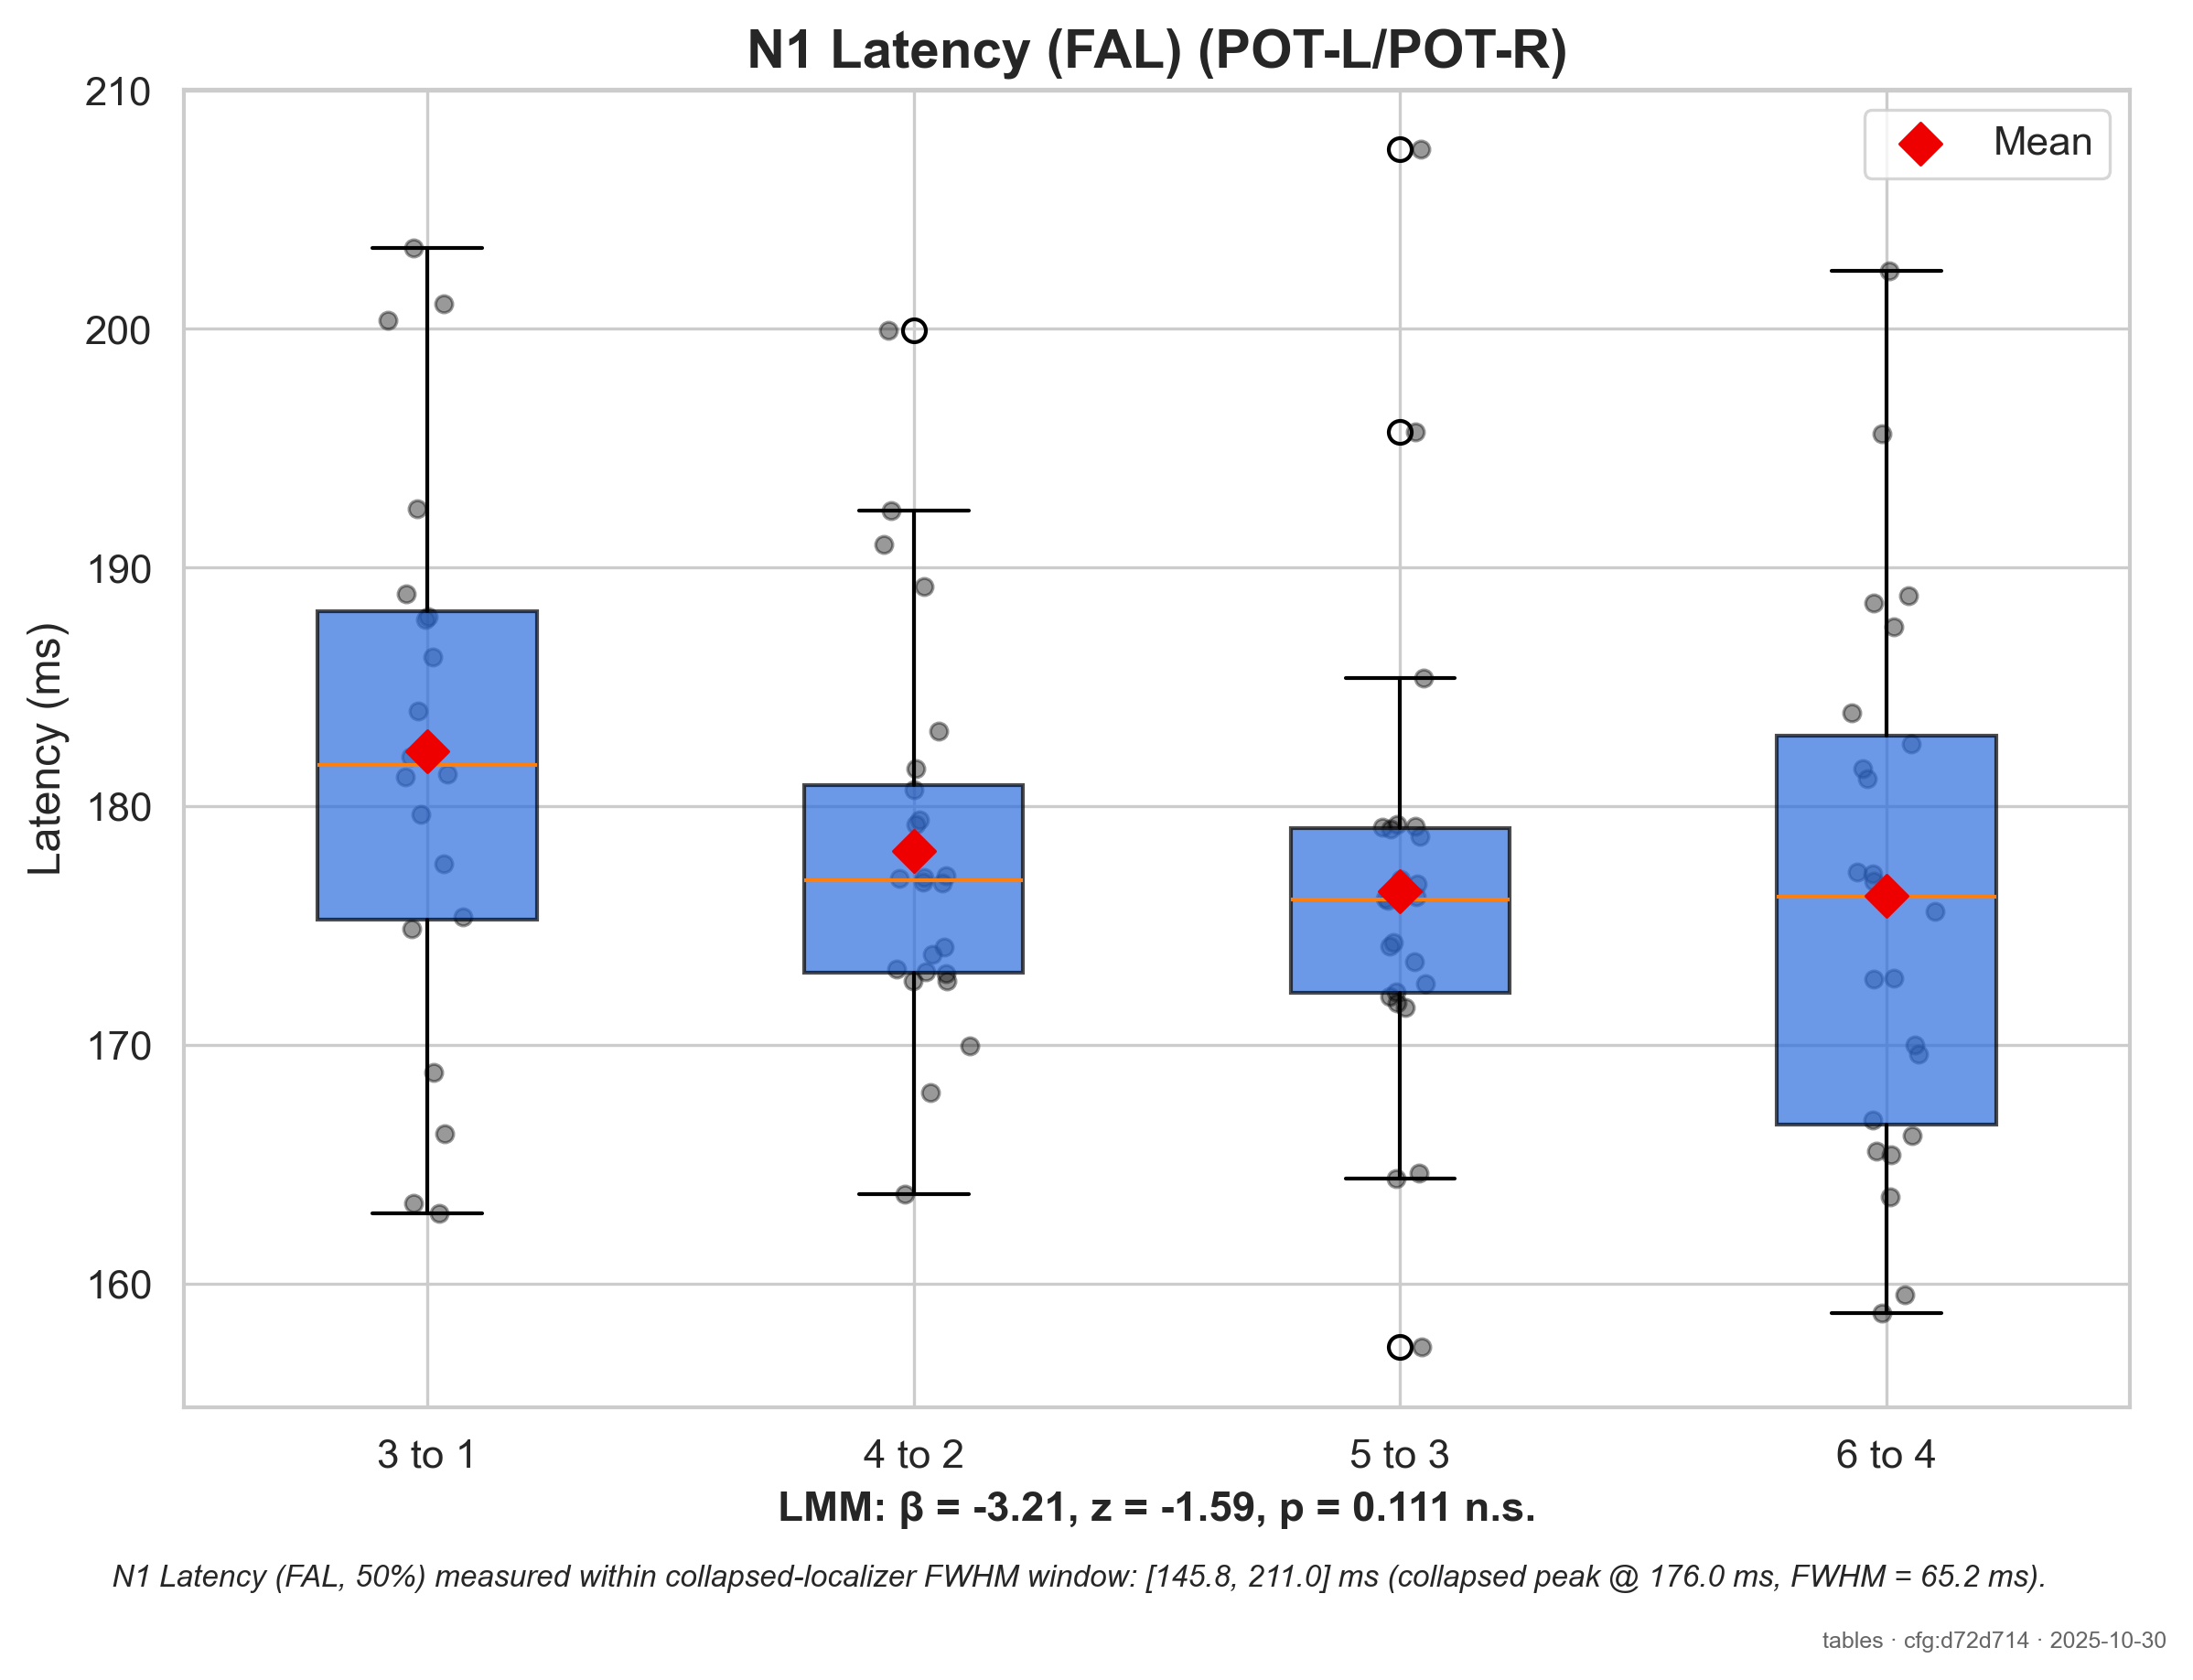 N1 Latency (FAL) (POT-L/POT-R)
210
200
190
180
170
160
Latency (ms)
Mean
3 to 1
4 to 2
5 to 3
6 to 4
LMM: β = -3.21, z = -1.59, p = 0.111 n.s.
N1 Latency (FAL, 50%) measured within collapsed-localizer FWHM window: [145.8, 211.0] ms (collapsed peak @ 176.0 ms, FWHM = 65.2 ms).
tables · cfg:d72d714 · 2025-10-30